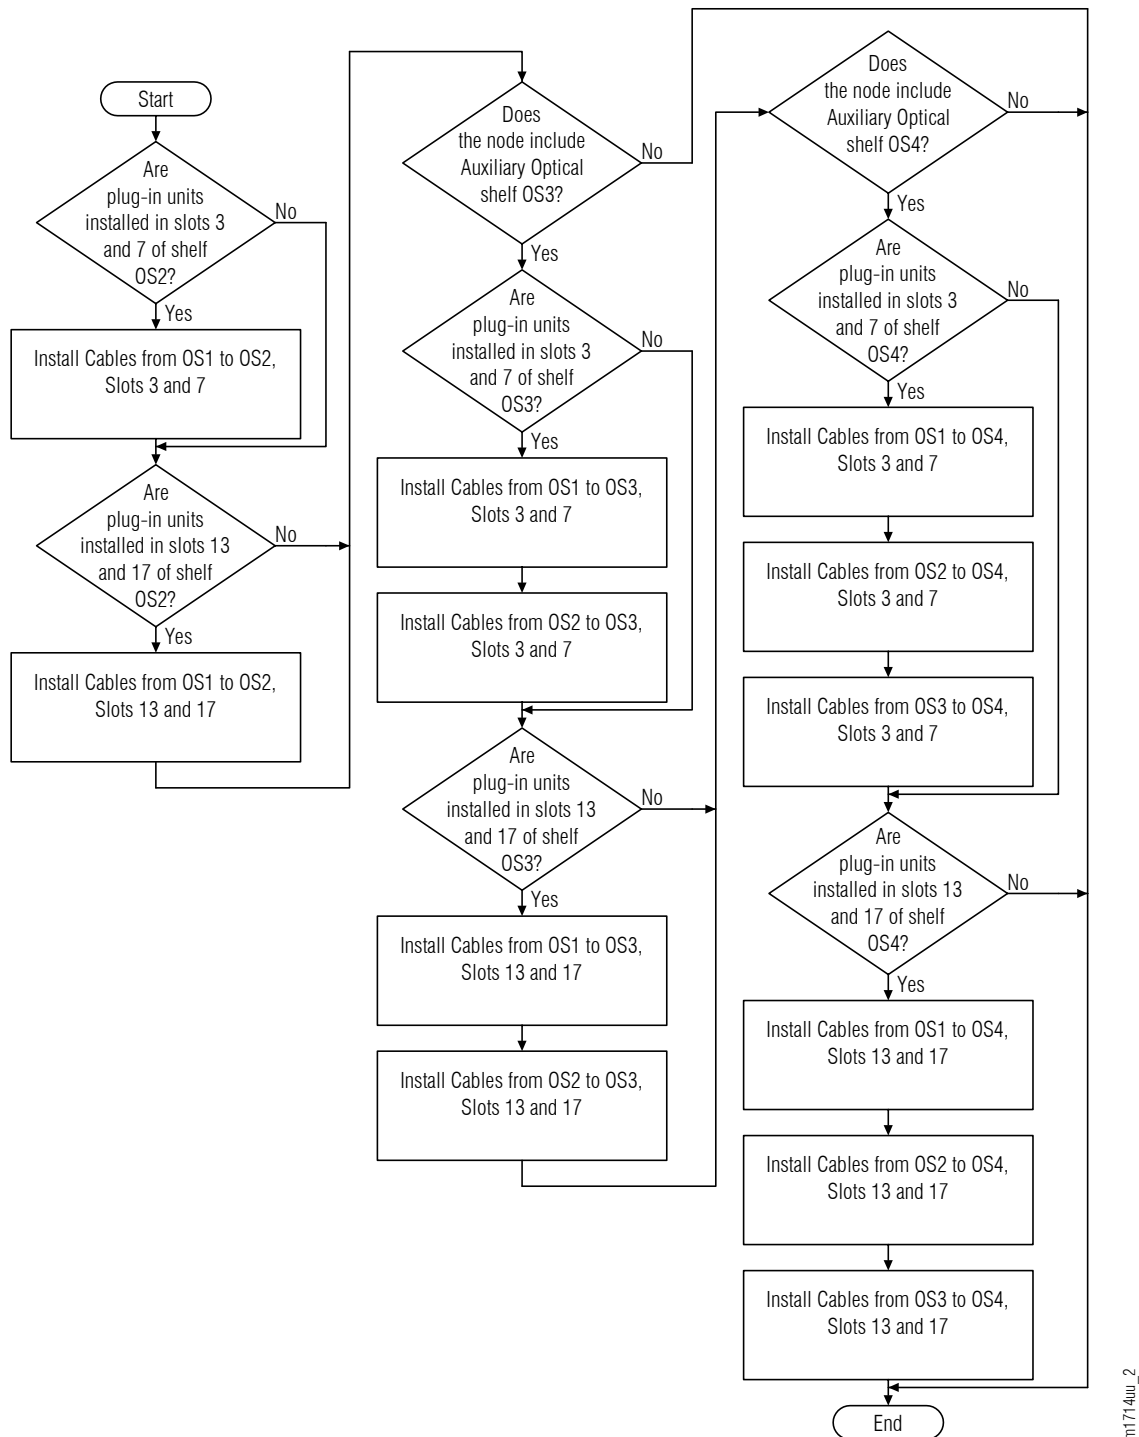 Start
Are
plug-in units
installed in slots 3
and 7 of shelf
OS2?
No
Yes
Install Cables from OS1 to OS2,
Slots 3 and 7
Are
plug-in units
installed in slots 13
and 17 of shelf
OS2?
No
Yes
Install Cables from OS1 to OS2,
Slots 13 and 17
Does
the node include
Auxiliary Optical
shelf OS3?
No
Yes
Are
plug-in units
installed in slots 3
and 7 of shelf
OS3?
No
Yes
Install Cables from OS1 to OS3,
Slots 3 and 7
Install Cables from OS2 to OS3,
Slots 3 and 7
Are
plug-in units
installed in slots 13
and 17 of shelf
OS3?
No
Yes
Install Cables from OS1 to OS3,
Slots 13 and 17
Install Cables from OS2 to OS3,
Slots 13 and 17
Does
the node include
Auxiliary Optical
shelf OS4?
No
Yes
Are
plug-in units
installed in slots 3
and 7 of shelf
OS4?
No
Yes
Install Cables from OS1 to OS4,
Slots 3 and 7
Install Cables from OS2 to OS4,
Slots 3 and 7
Install Cables from OS3 to OS4,
Slots 3 and 7
Are
plug-in units
installed in slots 13
and 17 of shelf
OS4?
No
Yes
Install Cables from OS1 to OS4,
Slots 13 and 17
Install Cables from OS2 to OS4,
Slots 13 and 17
Install Cables from OS3 to OS4,
Slots 13 and 17
End
m1714uu_2